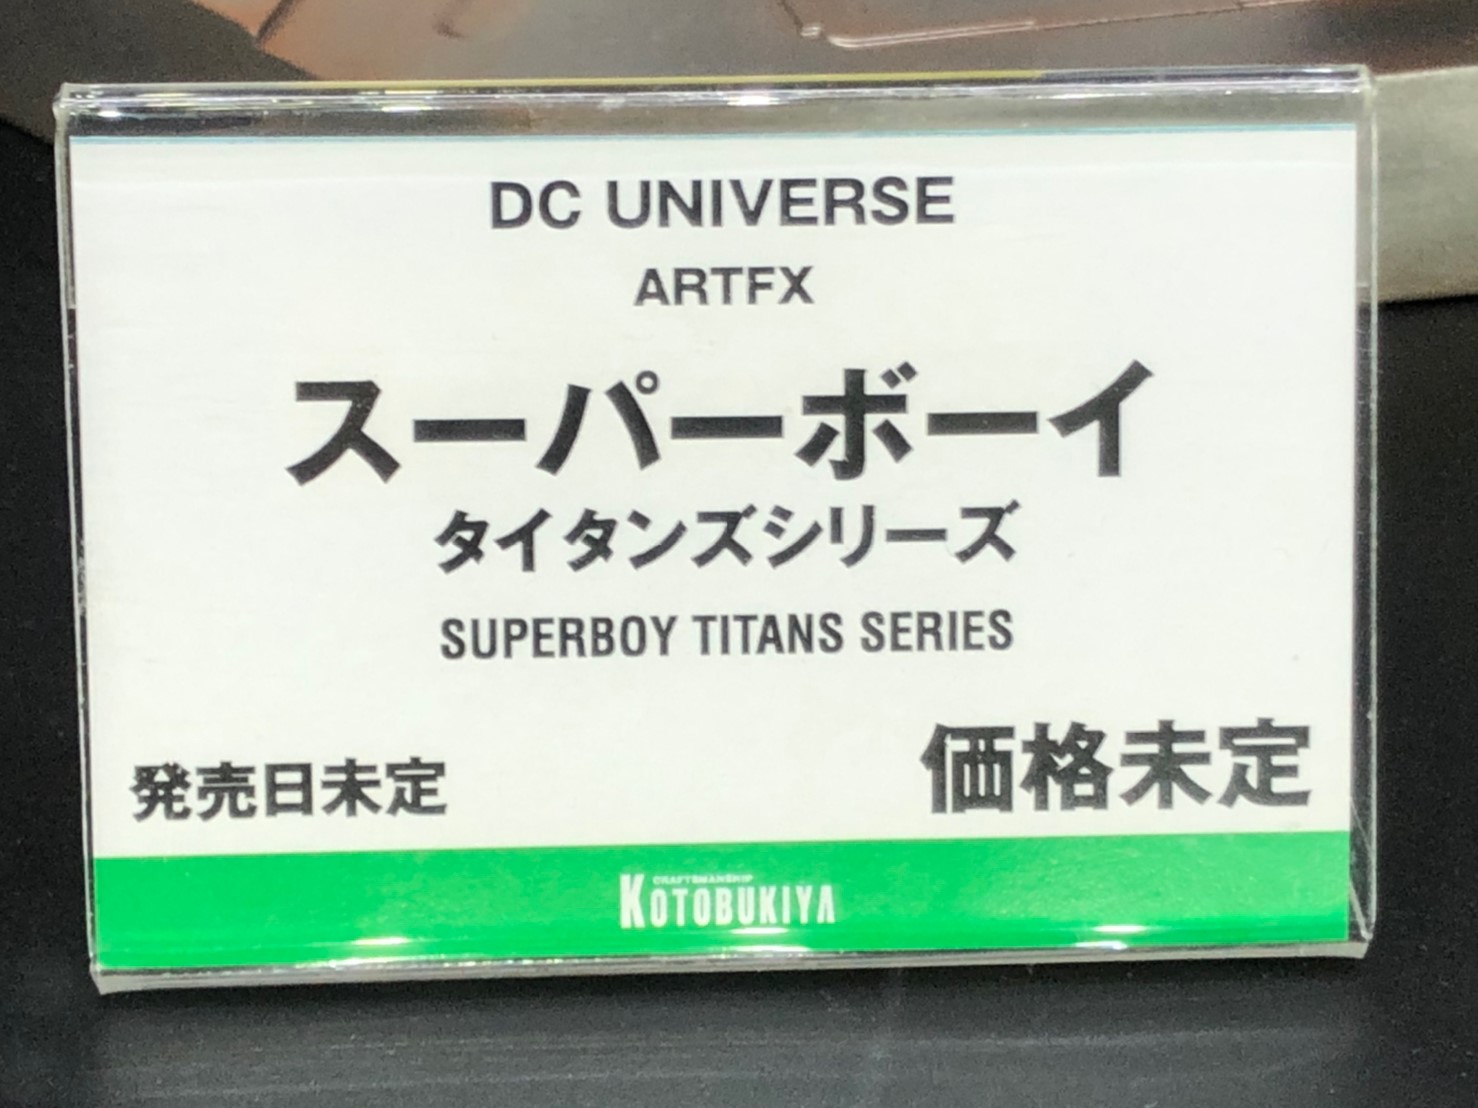 DC UNIVERSE
ARTFX
スーパーボーイ
タイタンズシリーズ
SUPERBOY TITANS SERIES
発売日未定
価格未定
CRAFTSMANSHIP
KOTOBUKIYA